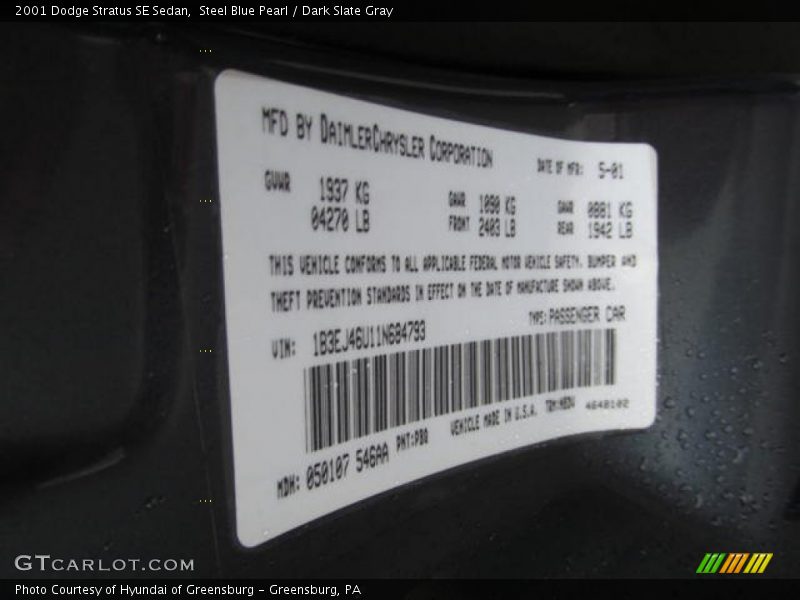 2001 Dodge Stratus SE Sedan,  Steel Blue Pearl / Dark Slate Gray
MFD BY DAIMLERCHRYSLER CORPORATION
DATE OF MFR: 5-01
GVWR 1937 KG
04270 LB
GAWR 1090 KG
FRONT 2403 LB
GAWR 0881 KG
REAR 1942 LB
THIS VEHICLE CONFORMS TO ALL APPLICABLE FEDERAL MOTOR VEHICLE SAFETY, BUMPER AND
THEFT PREVENTION STANDARDS IN EFFECT ON THE DATE OF MANUFACTURE SHOWN ABOVE.
VIN: 1B3EJ46U11N684793
TYPE: PASSENGER CAR
MDH: 050107 546AA PNT: PBQ
VEHICLE MADE IN U.S.A.
4648102
GTCARLOT.COM
Photo Courtesy of Hyundai of Greensburg - Greensburg, PA